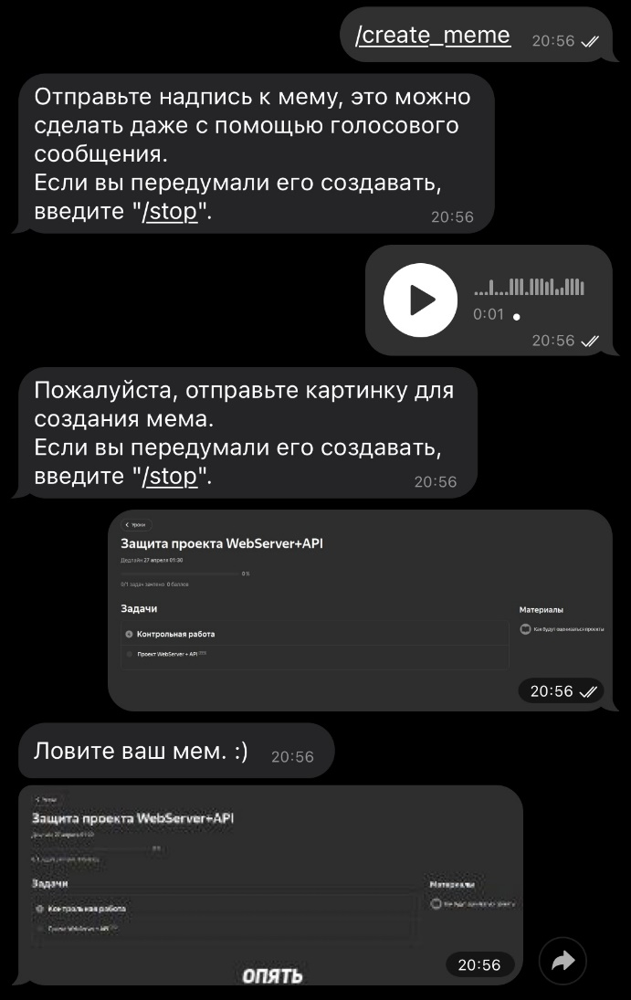 /create_meme 20:56
Отправьте надпись к мему, это можно
сделать даже с помощью голосового
сообщения.
Если вы передумали его создавать,
введите "/stop".
20:56
0:01
20:56
Пожалуйста, отправьте картинку для
создания мема.
Если вы передумали его создавать,
введите "/stop".
20:56
Уроки
Защита проекта WebServer+API
Дедлайн 27 апреля 01:30
0 %
0/1 задач зачтено 0 баллов
Задачи
Материалы
Контрольная работа
Как будут оцениваться проекты
Проект WebServer + API
20:56
Ловите ваш мем. :) 20:56
Защита проекта WebServer+API
Задачи
Материалы
Контрольная работа
20:56
ОПЯТЬ